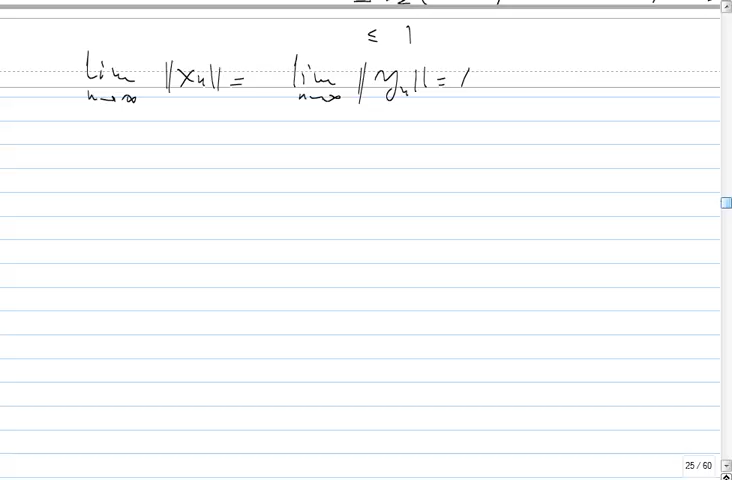 ≤ 1
lim n→∞ ||xₙ|| = lim n→∞ ||yₙ|| = 1
25 / 60